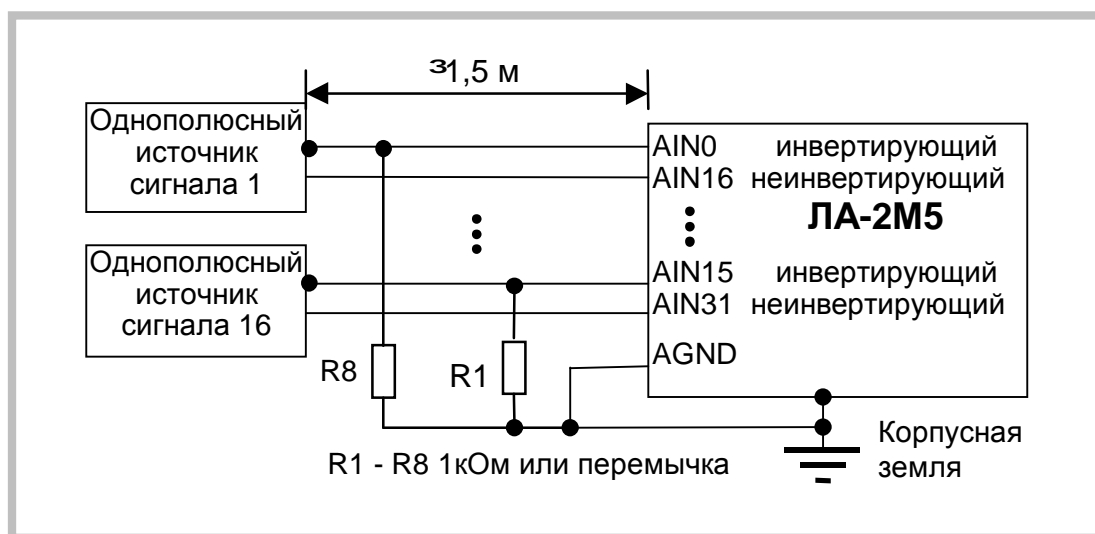 ³1,5 м
Однополюсный
источник
сигнала 1
AIN0 инвертирующий
AIN16 неинвертирующий
ЛА-2М5
Однополюсный
источник
сигнала 16
AIN15 инвертирующий
AIN31 неинвертирующий
AGND
R8
R1
Корпусная
земля
R1 - R8 1кОм или перемычка